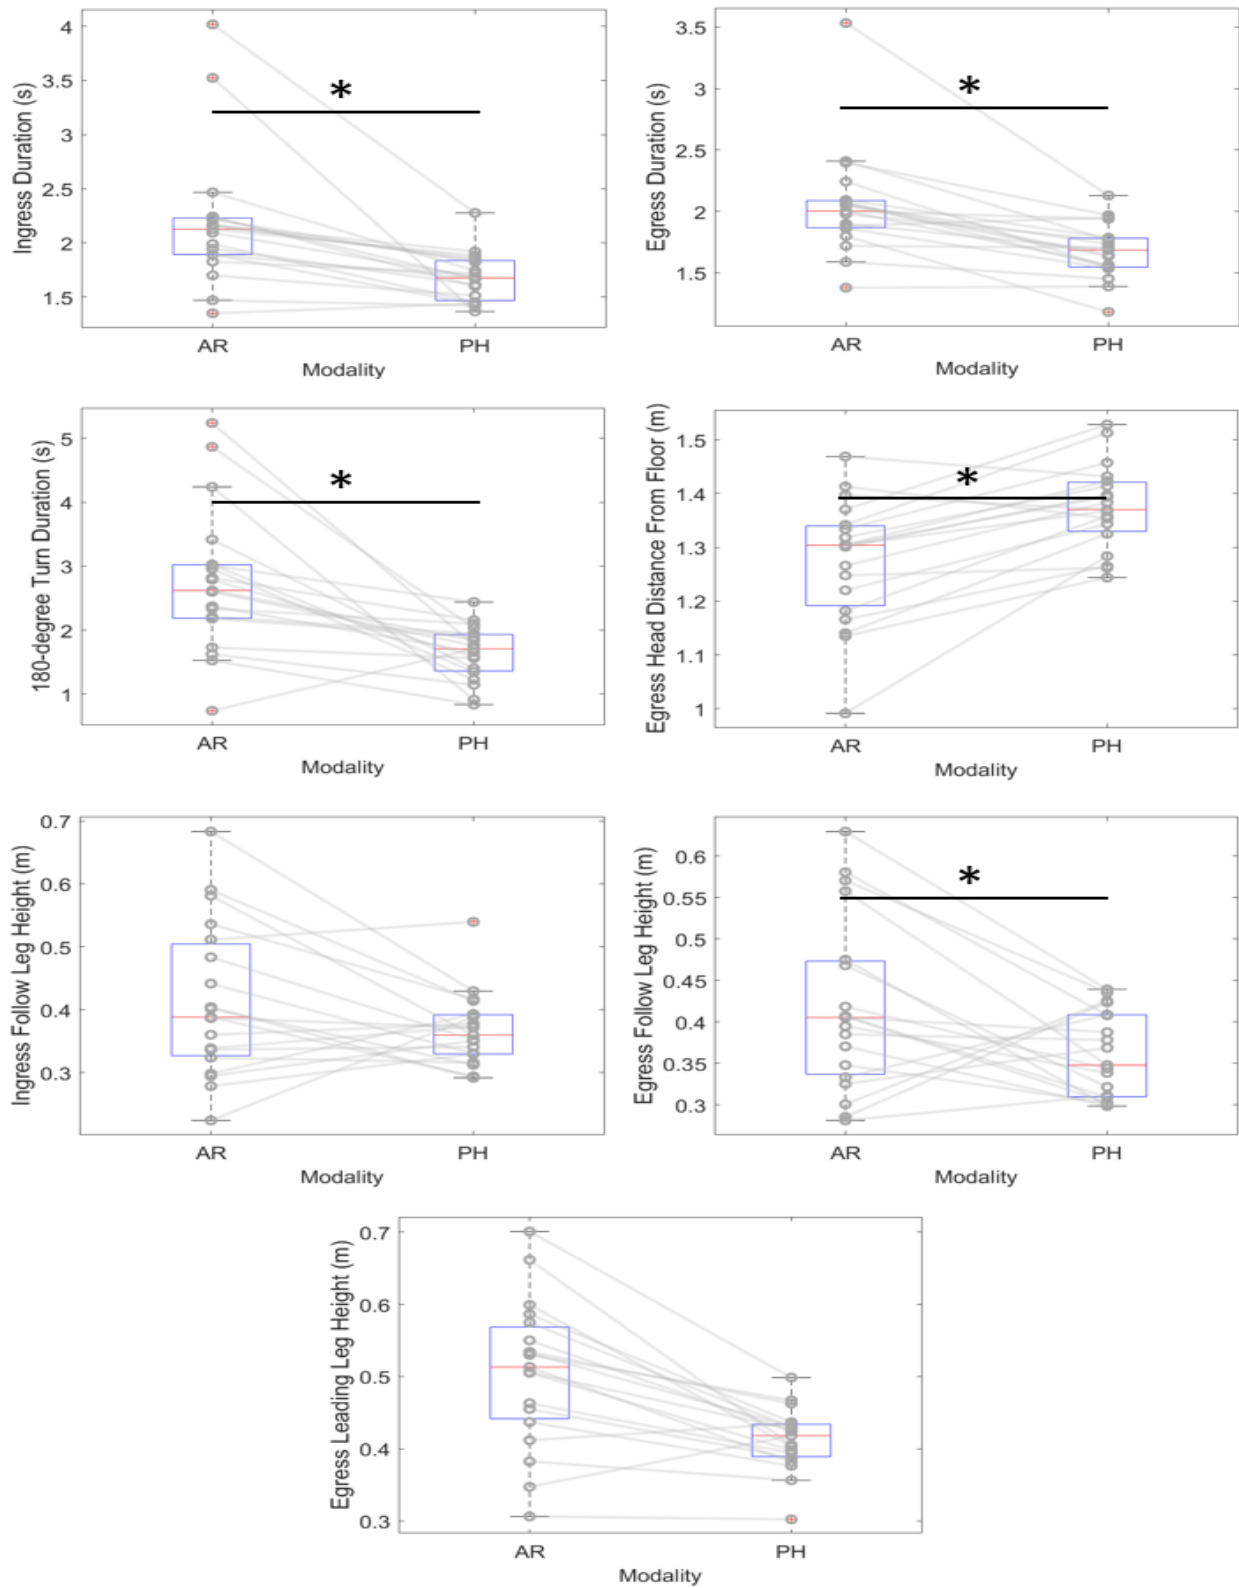 Ingress Duration (s)
4
3.5
3
2.5
2
1.5
*
AR PH
Modality
Egress Duration (s)
3.5
3
2.5
2
1.5
*
AR PH
Modality
180-degree Turn Duration (s)
5
4
3
2
1
*
AR PH
Modality
Egress Head Distance From Floor (m)
1.5
1.4
1.3
1.2
1.1
1
*
AR PH
Modality
Ingress Follow Leg Height (m)
0.7
0.6
0.5
0.4
0.3
AR PH
Modality
Egress Follow Leg Height (m)
0.6
0.55
0.5
0.45
0.4
0.35
0.3
*
AR PH
Modality
Egress Leading Leg Height (m)
0.7
0.6
0.5
0.4
0.3
AR PH
Modality